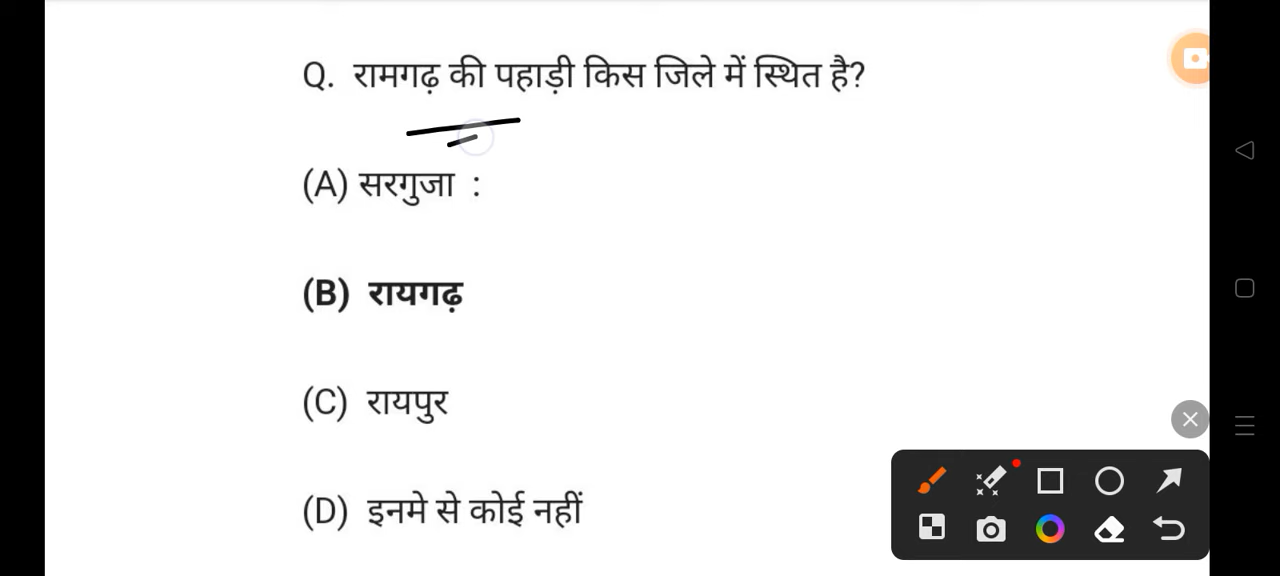 Q. रामगढ़ की पहाड़ी किस जिले में स्थित है?
(A) सरगुजा :
(B) रायगढ़
(C) रायपुर
(D) इनमे से कोई नहीं